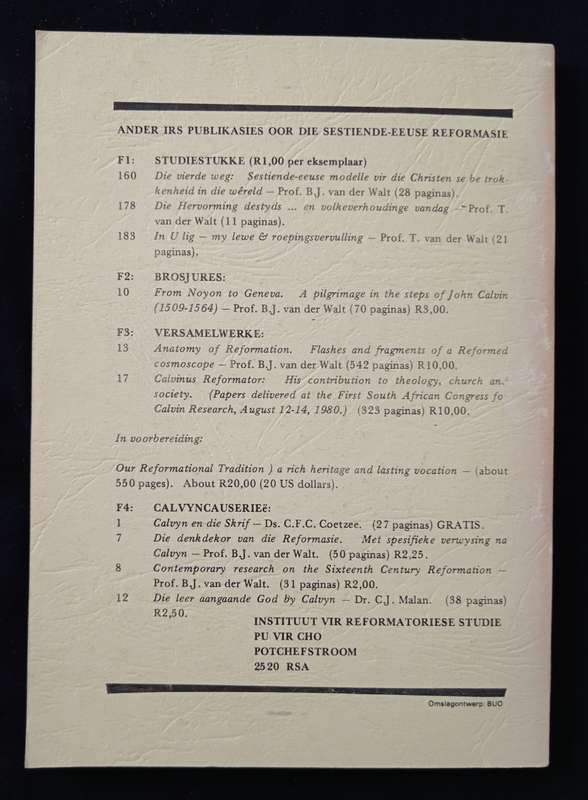 ANDER IRS PUBLIKASIES OOR DIE SESTIENDE-EEUSE REFORMASIE
F1: STUDIESTUKKE (R1,00 per eksemplaar)
160 Die vierde weg: Sestiende-eeuse modelle vir die Christen se be trok-
kenheid in die wêreld — Prof. B.J. van der Walt (28 paginas).
178 Die Hervorming destyds ... en volkeverhoudinge vandag — Prof. T.
van der Walt (11 paginas).
183 In U lig — my lewe & roepingsvervulling — Prof. T. van der Walt (21
paginas).
F2: BROSJURES:
10 From Noyon to Geneva. A pilgrimage in the steps of John Calvin
(1509-1564) — Prof. B.J. van der Walt (70 paginas) R3,00.
F3: VERSAMELWERKE:
13 Anatomy of Reformation. Flashes and fragments of a Reformed
cosmoscope — Prof. B.J. van der Walt (542 paginas) R10,00.
17 Calvinus Reformator: His contribution to theology, church an
society. (Papers delivered at the First South African Congress fo
Calvin Research, August 12-14, 1980.) (323 paginas) R10,00.
In voorbereiding:
Our Reformational Tradition ) a rich heritage and lasting vocation — (about
550 pages). About R20,00 (20 US dollars).
F4: CALVYNCAUSERIEë:
1 Calvyn en die Skrif — Ds. C.F.C. Coetzee. (27 paginas) GRATIS.
7 Die denkdekor van die Reformasie. Met spesifieke verwysing na
Calvyn — Prof. B.J. van der Walt. (50 paginas) R2,25.
8 Contemporary research on the Sixteenth Century Reformation —
Prof. B.J. van der Walt. (31 paginas) R2,00.
12 Die leer aangaande God by Calvyn — Dr. C.J. Malan. (38 paginas)
R2,50.
INSTITUUT VIR REFORMATORIESE STUDIE
PU VIR CHO
POTCHEFSTROOM
2520 RSA
Omslagontwerp: BUO